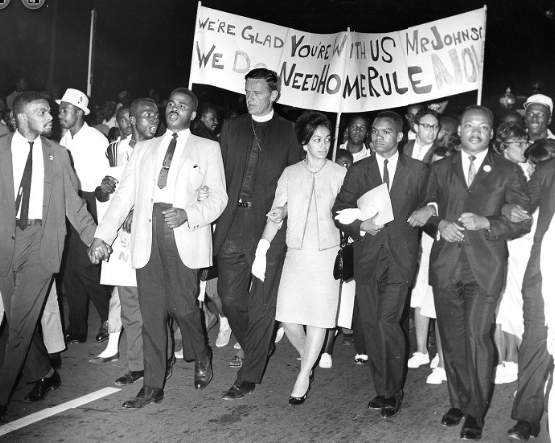 WE'RE GLAD YOU'RE WITH US MR JOHNSON
WE DO NEED HOME RULE NOW